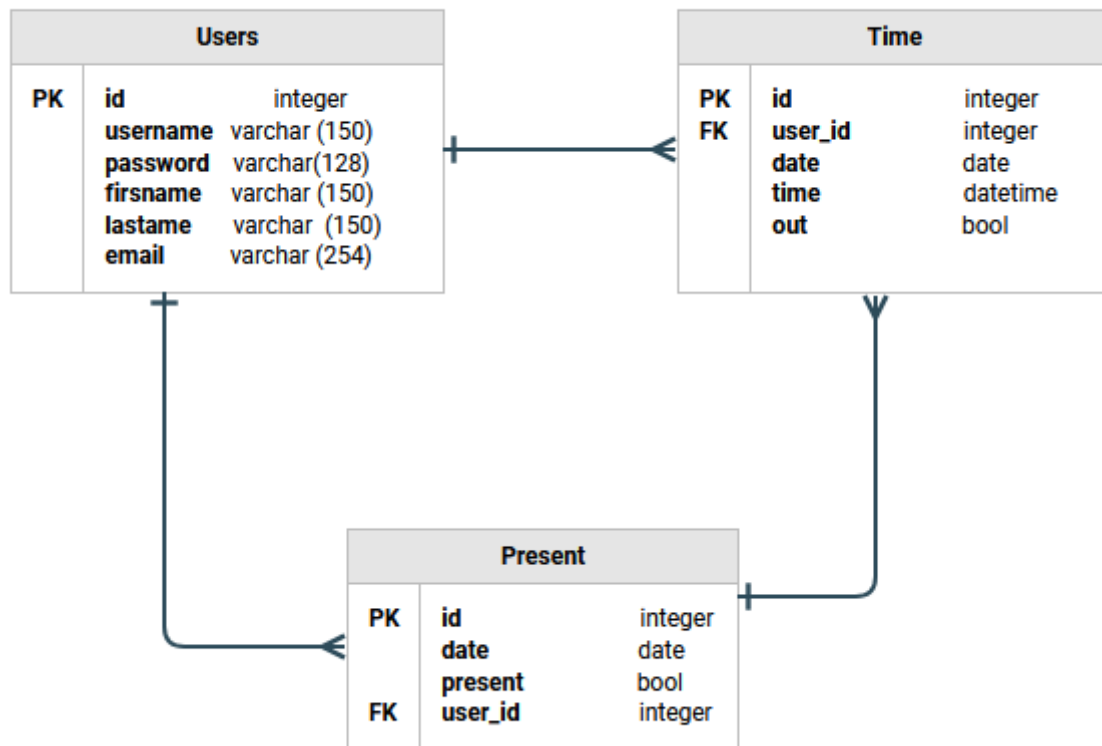 Users
PK id integer
username varchar (150)
password varchar(128)
firsname varchar (150)
lastame varchar (150)
email varchar (254)
Time
PK id integer
FK user_id integer
date date
time datetime
out bool
Present
PK id integer
date date
present bool
FK user_id integer